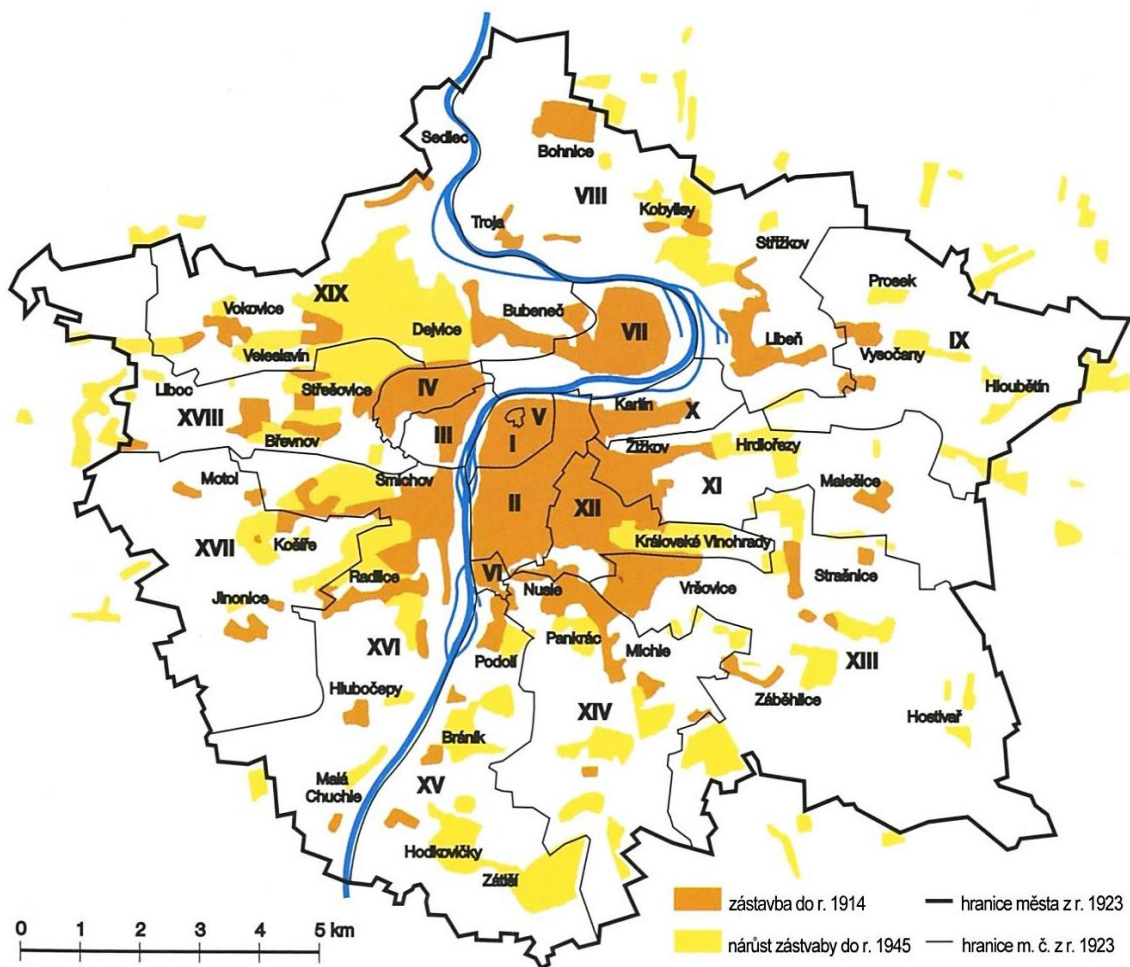 Sedlec
Bohnice
VIII
Troja
Kobylisy
Střížkov
Prosek
XIX
Vokovice
Bubeneč
Dejvice
VII
Libeň
Vysočany
IX
Veleslavín
Liboc
Střešovice
IV
Hloubětín
XVIII
Břevnov
III
V
I
Karlín
X
Žižkov
Hrdlořezy
Motol
Smíchov
XI
Malešice
II
XII
XVII
Košíře
Královské Vinohrady
Radlice
VI
Nusle
Vršovice
Strašnice
Jinonice
XVI
Podolí
Pankrác
Michle
XIII
Hlubočepy
Záběhlice
XIV
Hostivař
Bráník
Malá
Chuchle
XV
Hodkovičky
Zátiší
zástavba do r. 1914
hranice města z r. 1923
nárůst zástvaby do r. 1945
hranice m. č. z r. 1923
0 1 2 3 4 5 km